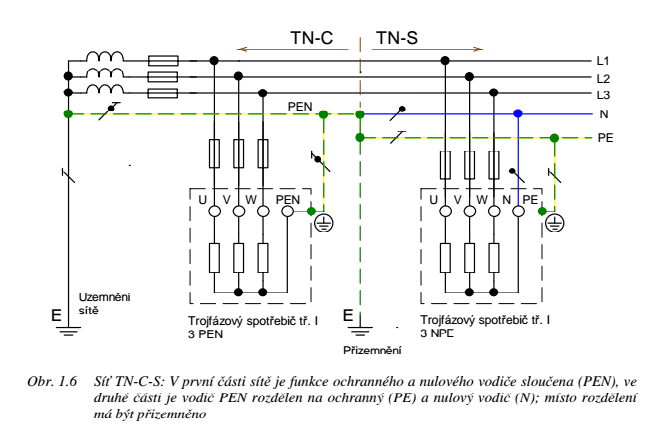 TN-C TN-S
L1
L2
L3
PEN
N
PE
U V W PEN
U V W N PE
Uzemnění
sítě
E
Trojfázový spotřebič tř. I
3 PEN
E
Přizemnění
Trojfázový spotřebič tř. I
3 NPE
Obr. 1.6 Síť TN-C-S: V první části sítě je funkce ochranného a nulového vodiče sloučena (PEN), ve
druhé části je vodič PEN rozdělen na ochranný (PE) a nulový vodič (N); místo rozdělení
má být přizemněno